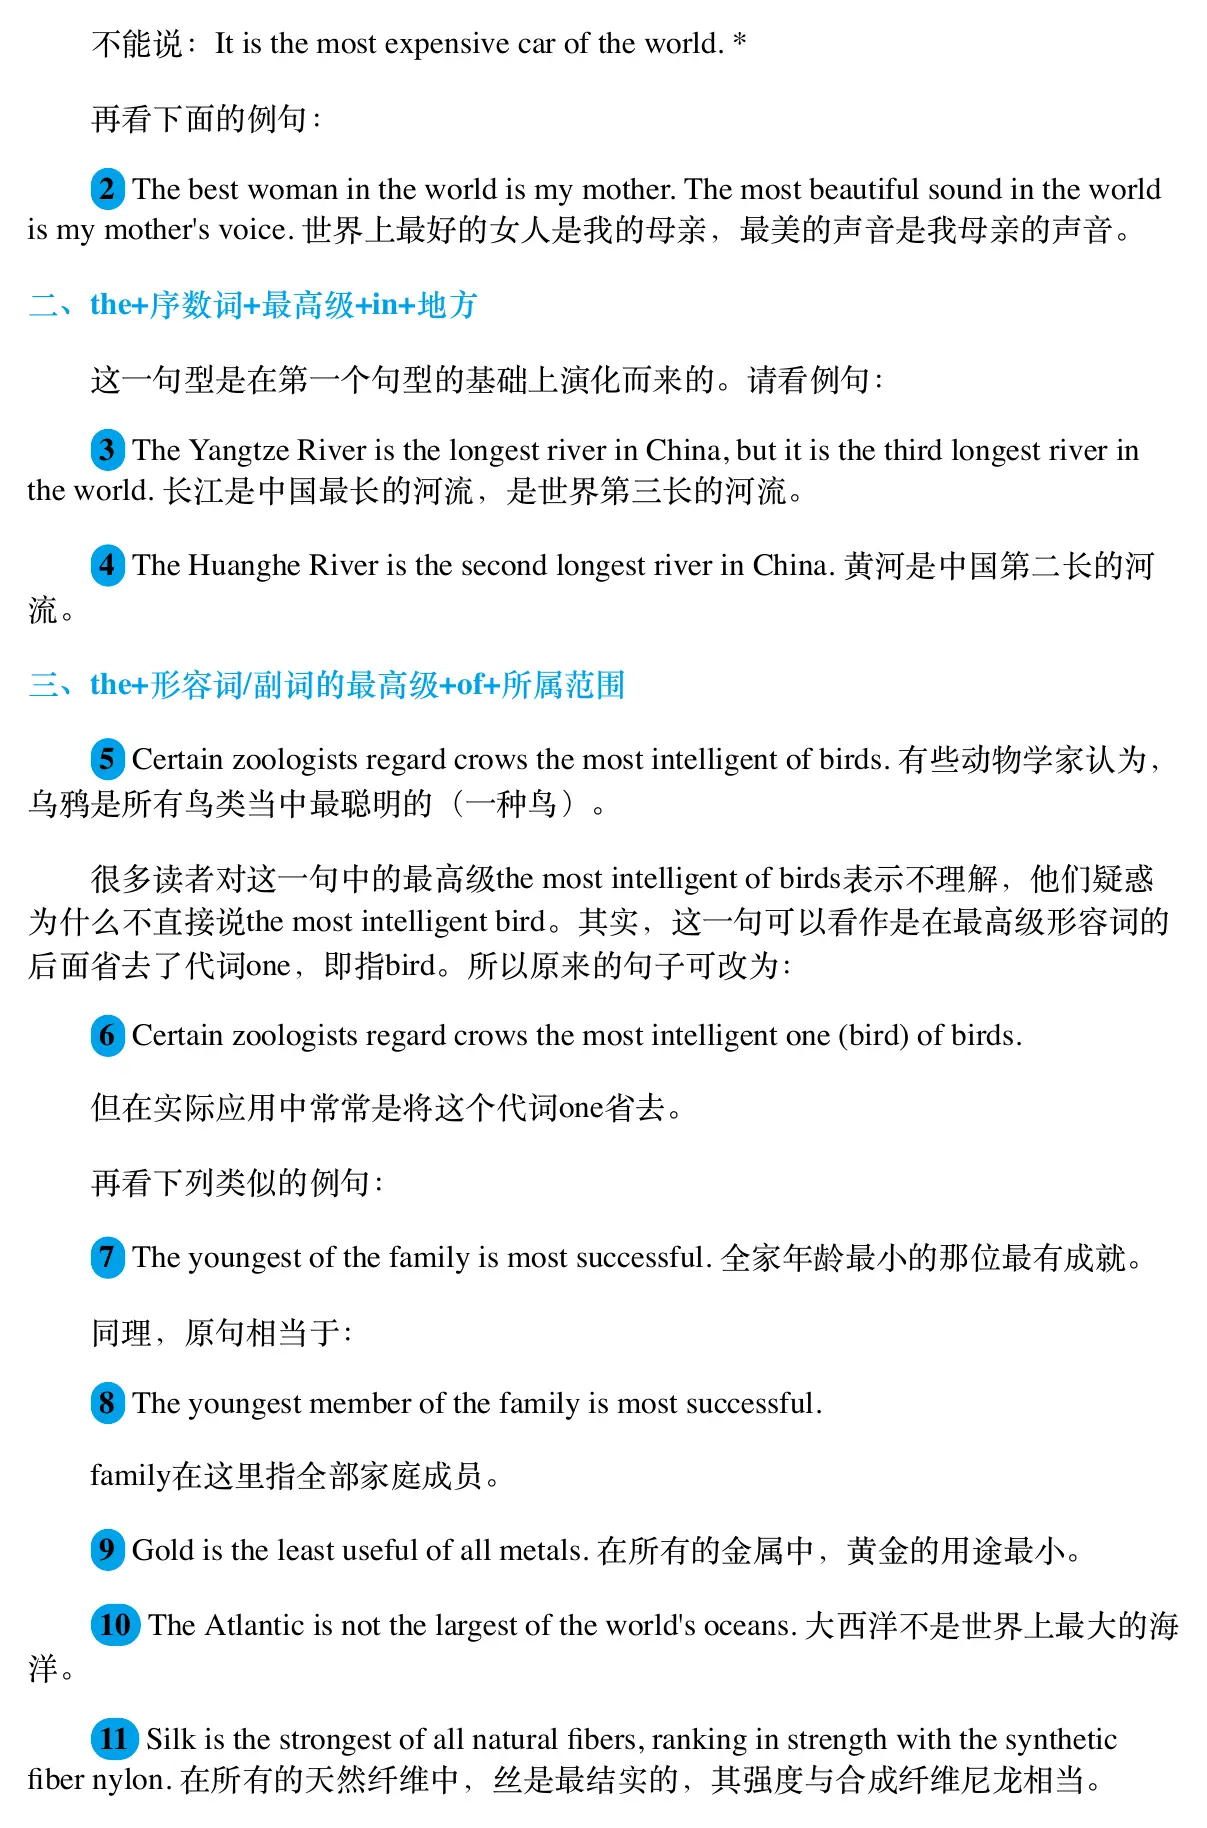 不能说：It is the most expensive car of the world. *
再看下面的例句：
2 The best woman in the world is my mother. The most beautiful sound in the world
is my mother's voice. 世界上最好的女人是我的母亲，最美的声音是我母亲的声音。
二、the+序数词+最高级+in+地方
这一句型是在第一个句型的基础上演化而来的。请看例句：
3 The Yangtze River is the longest river in China, but it is the third longest river in
the world. 长江是中国最长的河流，是世界第三长的河流。
4 The Huanghe River is the second longest river in China. 黄河是中国第二长的河
流。
三、the+形容词/副词的最高级+of+所属范围
5 Certain zoologists regard crows the most intelligent of birds. 有些动物学家认为，
乌鸦是所有鸟类当中最聪明的（一种鸟）。
很多读者对这一句中的最高级the most intelligent of birds表示不理解，他们疑惑
为什么不直接说the most intelligent bird。其实，这一句可以看作是在最高级形容词的
后面省去了代词one，即指bird。所以原来的句子可改为：
6 Certain zoologists regard crows the most intelligent one (bird) of birds.
但在实际应用中常常是将这个代词one省去。
再看下列类似的例句：
7 The youngest of the family is most successful. 全家年龄最小的那位最有成就。
同理，原句相当于：
8 The youngest member of the family is most successful.
family在这里指全部家庭成员。
9 Gold is the least useful of all metals. 在所有的金属中，黄金的用途最小。
10 The Atlantic is not the largest of the world's oceans. 大西洋不是世界上最大的海
洋。
11 Silk is the strongest of all natural fibers, ranking in strength with the synthetic
fiber nylon. 在所有的天然纤维中，丝是最结实的，其强度与合成纤维尼龙相当。